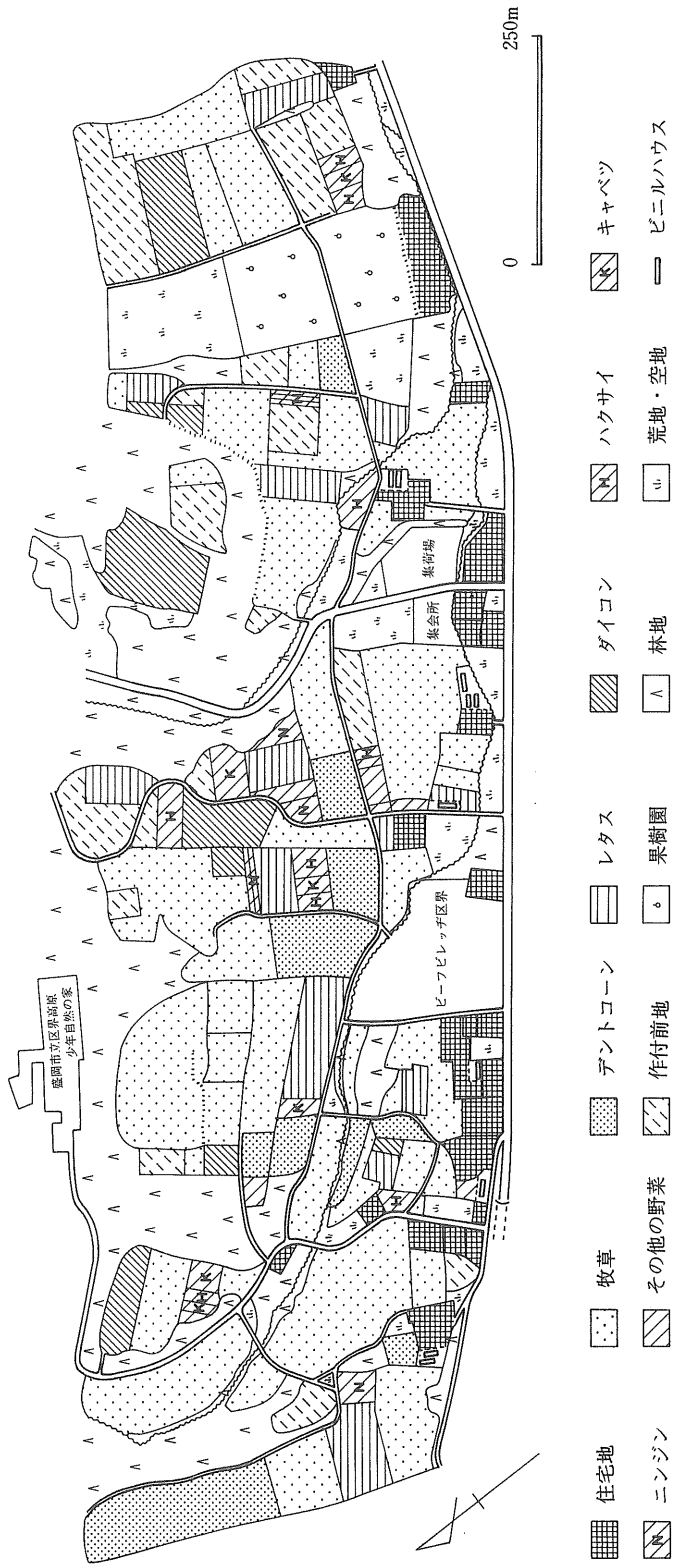 盛岡市立区界高原
少年自然の家
ビーフビレッヂ区界
集会所
集荷場
K
H
K
N
N
H
H
K
H
N
N
K
N
H
H
H
N
H
K
H
0 250m
住宅地
牧草
デントコーン
レタス
ダイコン
H ハクサイ
K キャベツ
N ニンジン
その他の野菜
作付前地
果樹園
林地
荒地・空地
ビニルハウス